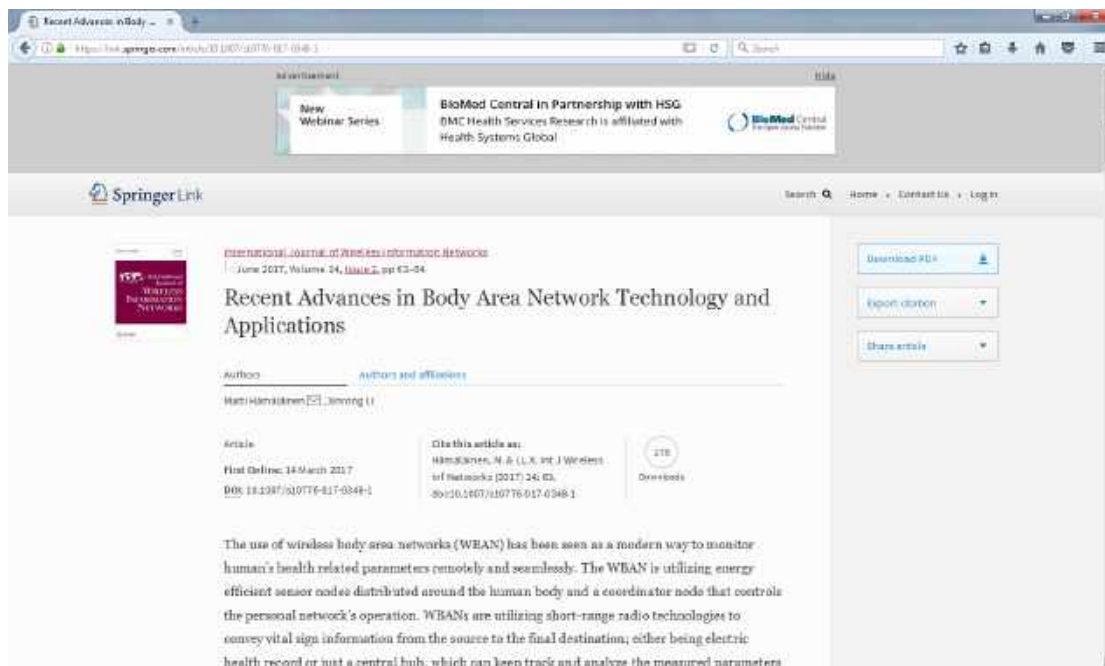 Recent Advances in Body
springer.com
Search
Advertisement
Hide
New
Webinar Series
BioMed Central in Partnership with HSG
BMC Health Services Research is affiliated with
Health Systems Global
BioMed Central
SpringerLink
Search Home • Contact Us • Log in
International Journal of Wireless Information Networks
June 2017, Volume 24, Issue 2, pp 63–64
Recent Advances in Body Area Network Technology and
Applications
Authors
Authors and affiliations
Matti Hämäläinen, Xinrong Li
Article
First Online: 14 March 2017
DOI: 10.1007/s10776-017-0348-1
Cite this article as:
Hämäläinen, M. & Li, X. Int J Wireless
Inf Networks (2017) 24: 63.
doi:10.1007/s10776-017-0348-1
278
Downloads
Download PDF
Export citation
Share article
The use of wireless body area networks (WBAN) has been seen as a modern way to monitor
human's health related parameters remotely and seamlessly. The WBAN is utilizing energy
efficient sensor nodes distributed around the human body and a coordinator node that controls
the personal network's operation. WBANs are utilizing short-range radio technologies to
convey vital sign information from the source to the final destination; either being electric
health record or just a central hub, which can keep track and analyze the measured parameters